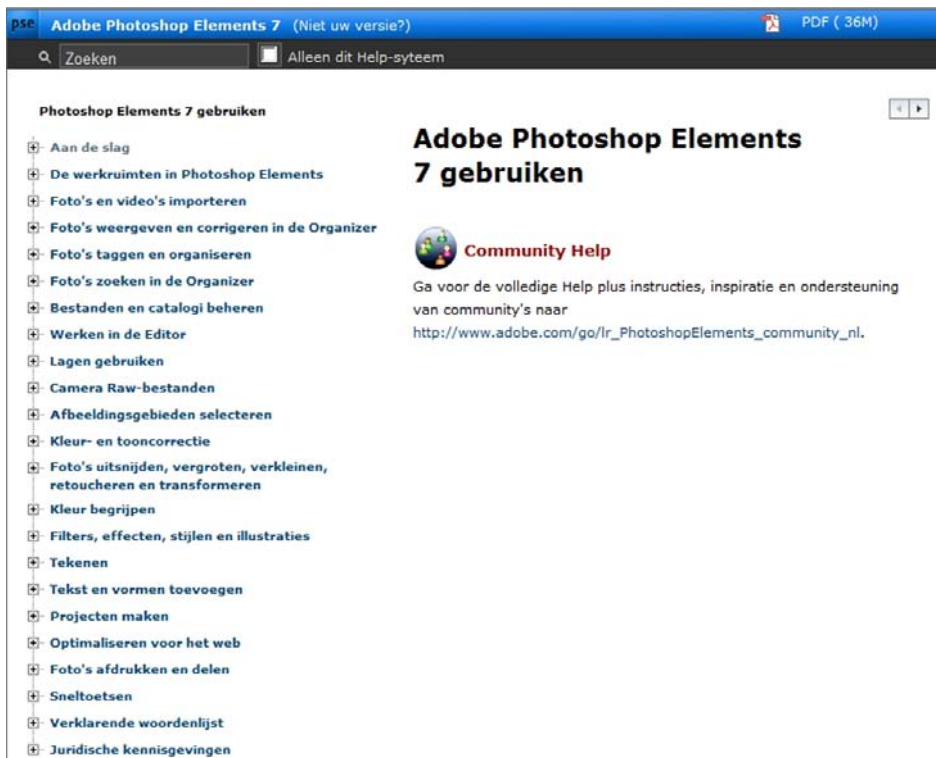 pse Adobe Photoshop Elements 7 (Niet uw versie?) PDF ( 36M)
Zoeken Alleen dit Help-syteem
Photoshop Elements 7 gebruiken
Aan de slag
De werkruimten in Photoshop Elements
Foto's en video's importeren
Foto's weergeven en corrigeren in de Organizer
Foto's taggen en organiseren
Foto's zoeken in de Organizer
Bestanden en catalogi beheren
Werken in de Editor
Lagen gebruiken
Camera Raw-bestanden
Afbeeldingsgebieden selecteren
Kleur- en tooncorrectie
Foto's uitsnijden, vergroten, verkleinen,
retoucheren en transformeren
Kleur begrijpen
Filters, effecten, stijlen en illustraties
Tekenen
Tekst en vormen toevoegen
Projecten maken
Optimaliseren voor het web
Foto's afdrukken en delen
Sneltoetsen
Verklarende woordenlijst
Juridische kennisgevingen
Adobe Photoshop Elements
7 gebruiken
Community Help
Ga voor de volledige Help plus instructies, inspiratie en ondersteuning
van community's naar
http://www.adobe.com/go/lr_PhotoshopElements_community_nl.